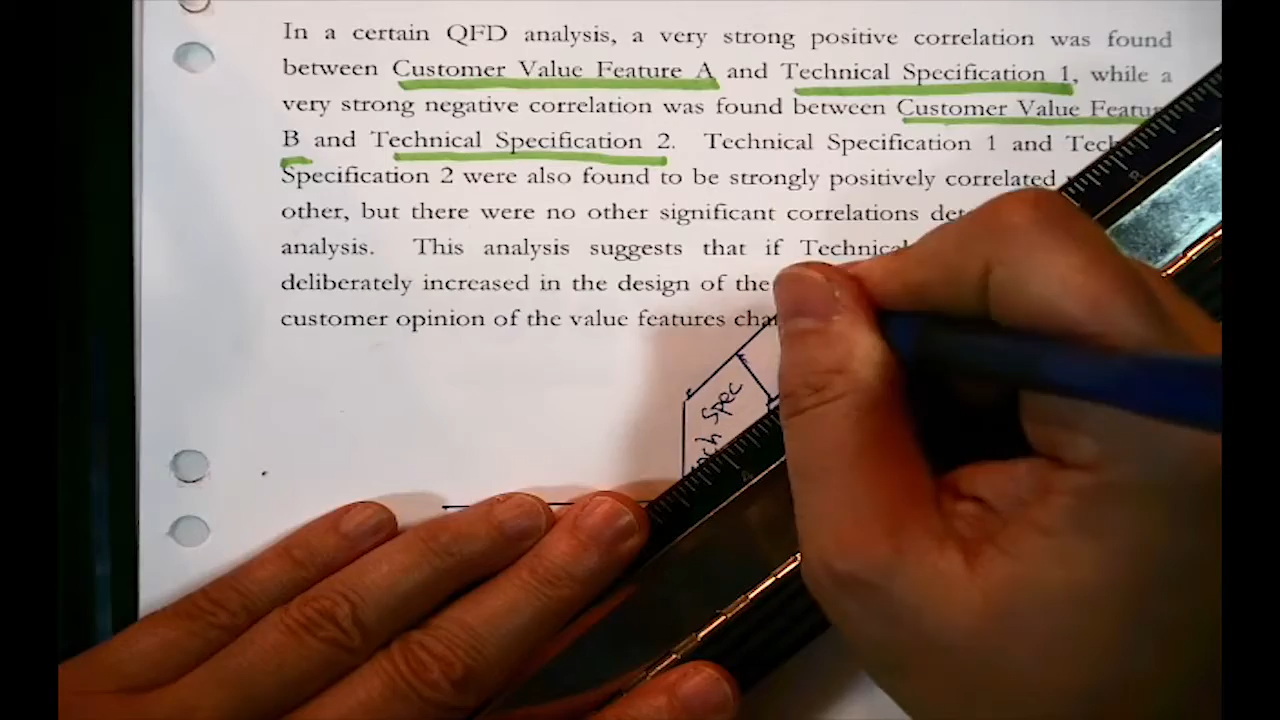 In a certain QFD analysis, a very strong positive correlation was found
between Customer Value Feature A and Technical Specification 1, while a
very strong negative correlation was found between Customer Value
B and Technical Specification 2. Technical Specification 1 and
Specification 2 were also found to be strongly positively correlated
other, but there were no other significant correlations
analysis. This analysis suggests that if
deliberately increased in the design of the
customer opinion of the value features
Spec